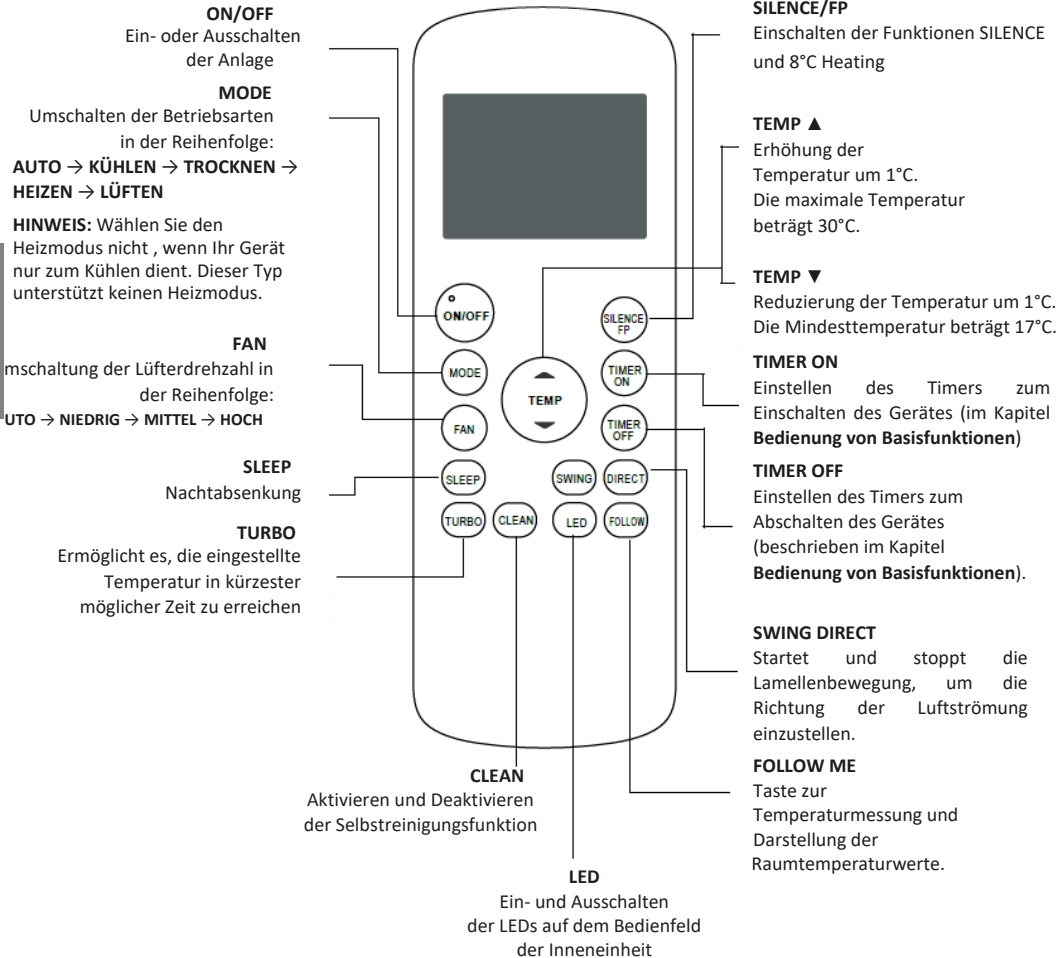 ON/OFF
Ein- oder Ausschalten
der Anlage
MODE
Umschalten der Betriebsarten
in der Reihenfolge:
AUTO → KÜHLEN → TROCKNEN →
HEIZEN → LÜFTEN
HINWEIS: Wählen Sie den
Heizmodus nicht , wenn Ihr Gerät
nur zum Kühlen dient. Dieser Typ
unterstützt keinen Heizmodus.
FAN
mschaltung der Lüfterdrehzahl in
der Reihenfolge:
UTO → NIEDRIG → MITTEL → HOCH
SLEEP
Nachtabsenkung
TURBO
Ermöglicht es, die eingestellte
Temperatur in kürzester
möglicher Zeit zu erreichen
ON/OFF
MODE
FAN
SLEEP
TURBO
CLEAN
TEMP
SILENCE
FP
TIMER
ON
TIMER
OFF
SWING
DIRECT
LED
FOLLOW
CLEAN
Aktivieren und Deaktivieren
der Selbstreinigungsfunktion
LED
Ein- und Ausschalten
der LEDs auf dem Bedienfeld
der Inneneinheit
SILENCE/FP
Einschalten der Funktionen SILENCE
und 8°C Heating
TEMP ▲
Erhöhung der
Temperatur um 1°C.
Die maximale Temperatur
beträgt 30°C.
TEMP ▼
Reduzierung der Temperatur um 1°C.
Die Mindesttemperatur beträgt 17°C.
TIMER ON
Einstellen des Timers zum
Einschalten des Gerätes (im Kapitel
Bedienung von Basisfunktionen)
TIMER OFF
Einstellen des Timers zum
Abschalten des Gerätes
(beschrieben im Kapitel
Bedienung von Basisfunktionen).
SWING DIRECT
Startet und stoppt die
Lamellenbewegung, um die
Richtung der Luftströmung
einzustellen.
FOLLOW ME
Taste zur
Temperaturmessung und
Darstellung der
Raumtemperaturwerte.